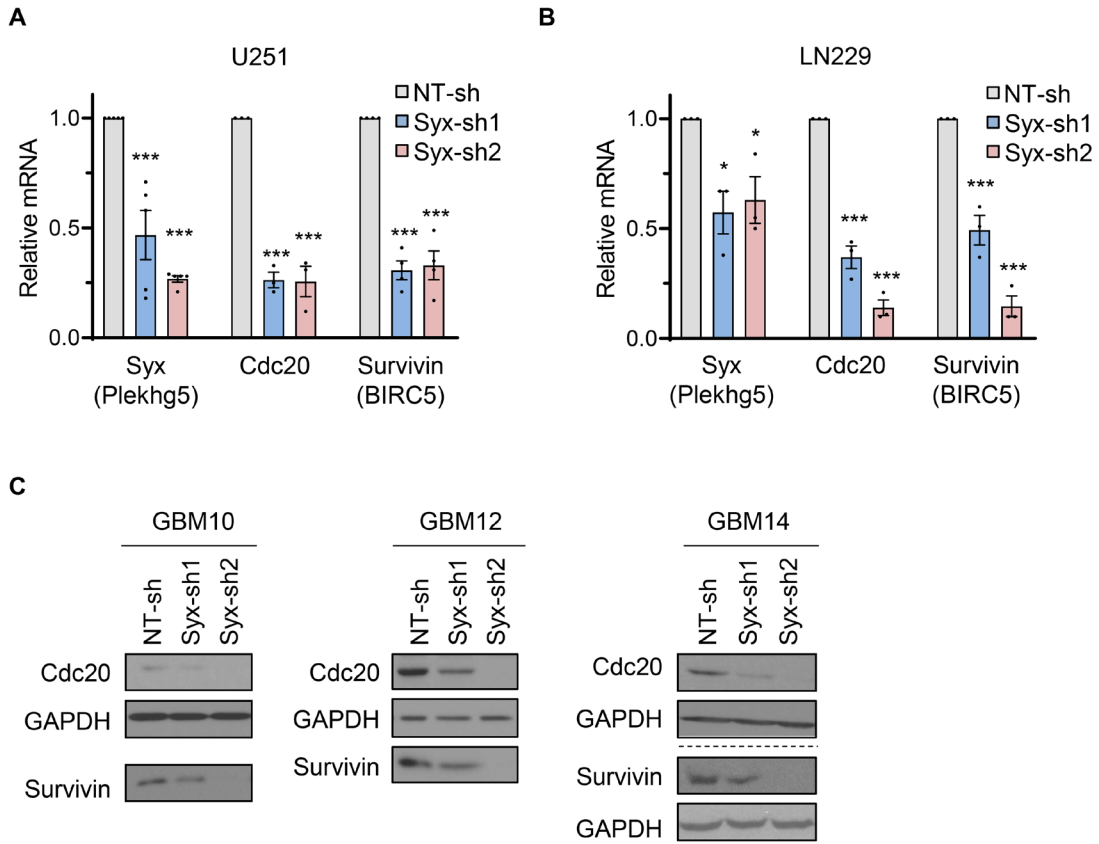 A
U251
NT-sh
Syx-sh1
Syx-sh2
Relative mRNA
1.0
0.5
0.0
*** *** *** *** *** ***
Syx (Plekhg5)
Cdc20
Survivin (BIRC5)
B
LN229
NT-sh
Syx-sh1
Syx-sh2
Relative mRNA
1.0
0.5
0.0
* * *** *** *** ***
Syx (Plekhg5)
Cdc20
Survivin (BIRC5)
C
GBM10
NT-sh
Syx-sh1
Syx-sh2
Cdc20
GAPDH
Survivin
GBM12
NT-sh
Syx-sh1
Syx-sh2
Cdc20
GAPDH
Survivin
GBM14
NT-sh
Syx-sh1
Syx-sh2
Cdc20
GAPDH
Survivin
GAPDH